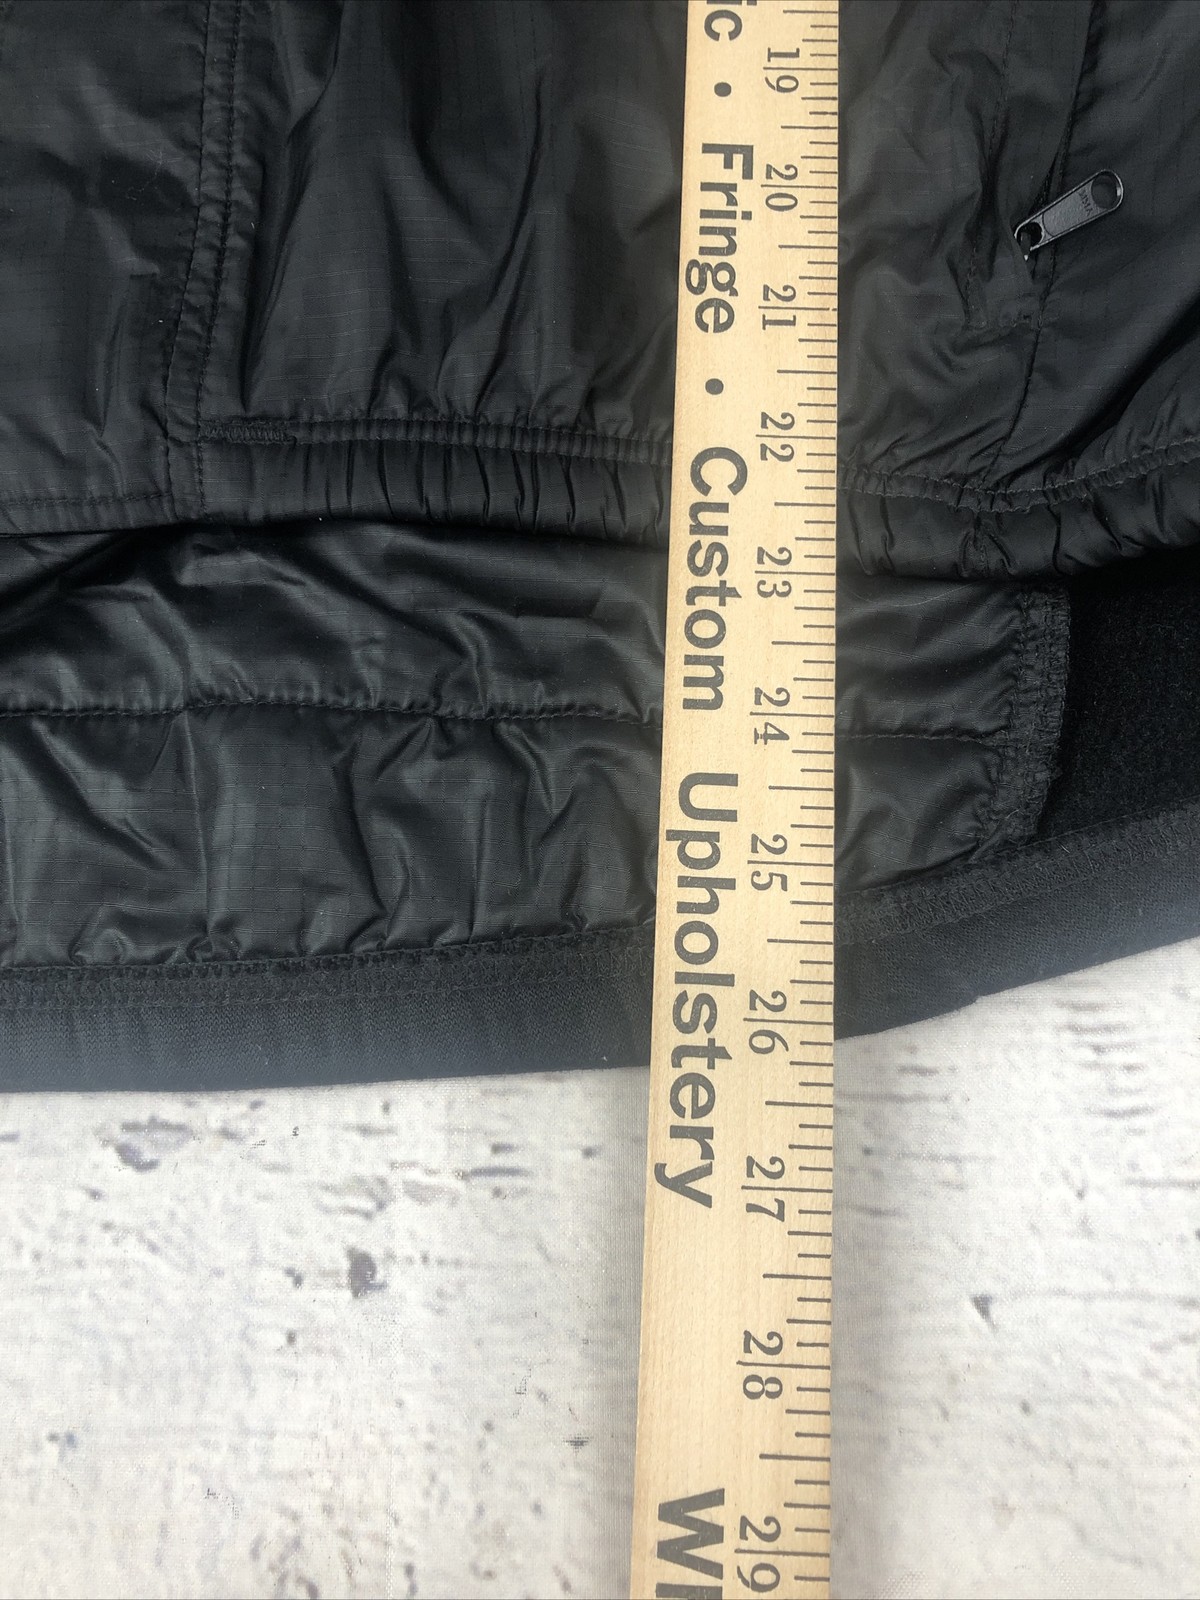 ic • Fringe • Custom Upholstery
19 20 21 22 23 24 25 26 27 28 29